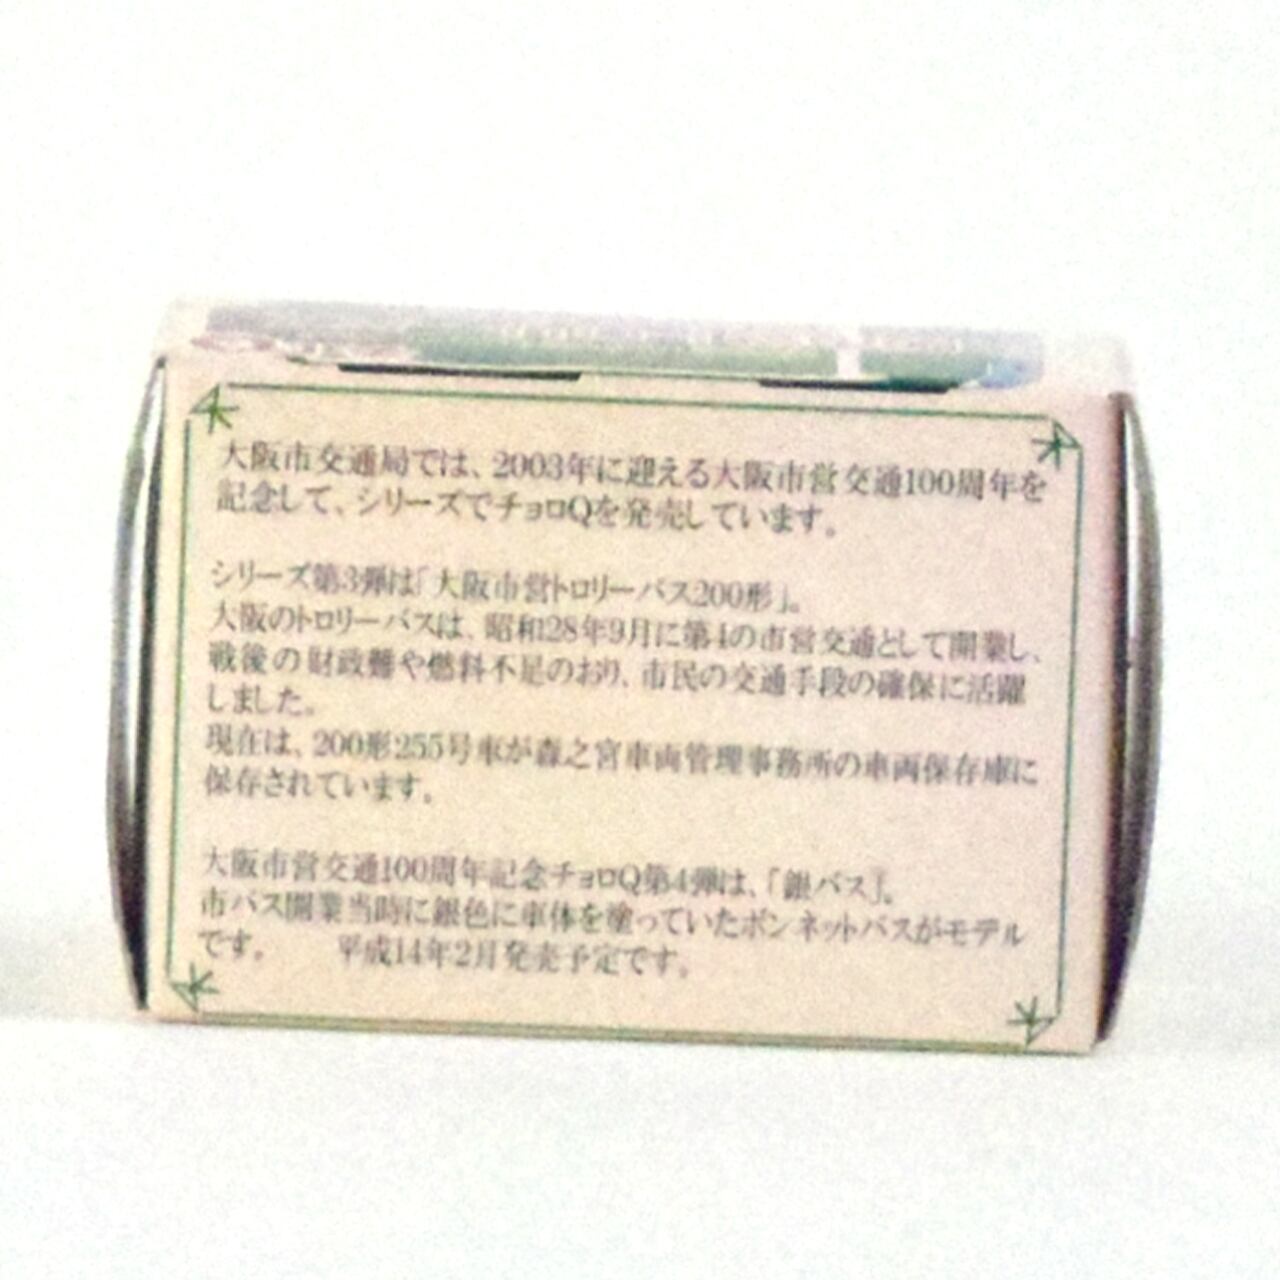 大阪市交通局では、2003年に迎える大阪市営交通100周年を
記念して、シリーズでチョロQを発売しています。
シリーズ第3弾は「大阪市営トロリーバス200形」。
大阪のトロリーバスは、昭和28年9月に第4の市営交通として開業し、
戦後の財政難や燃料不足のおり、市民の交通手段の確保に活躍
しました。
現在は、200形255号車が森之宮車両管理事務所の車両保存庫に
保存されています。
大阪市営交通100周年記念チョロQ第4弾は、「銀バス」。
市バス開業当時に銀色に車体を塗っていたボンネットバスがモデル
です。 平成14年2月発売予定です。